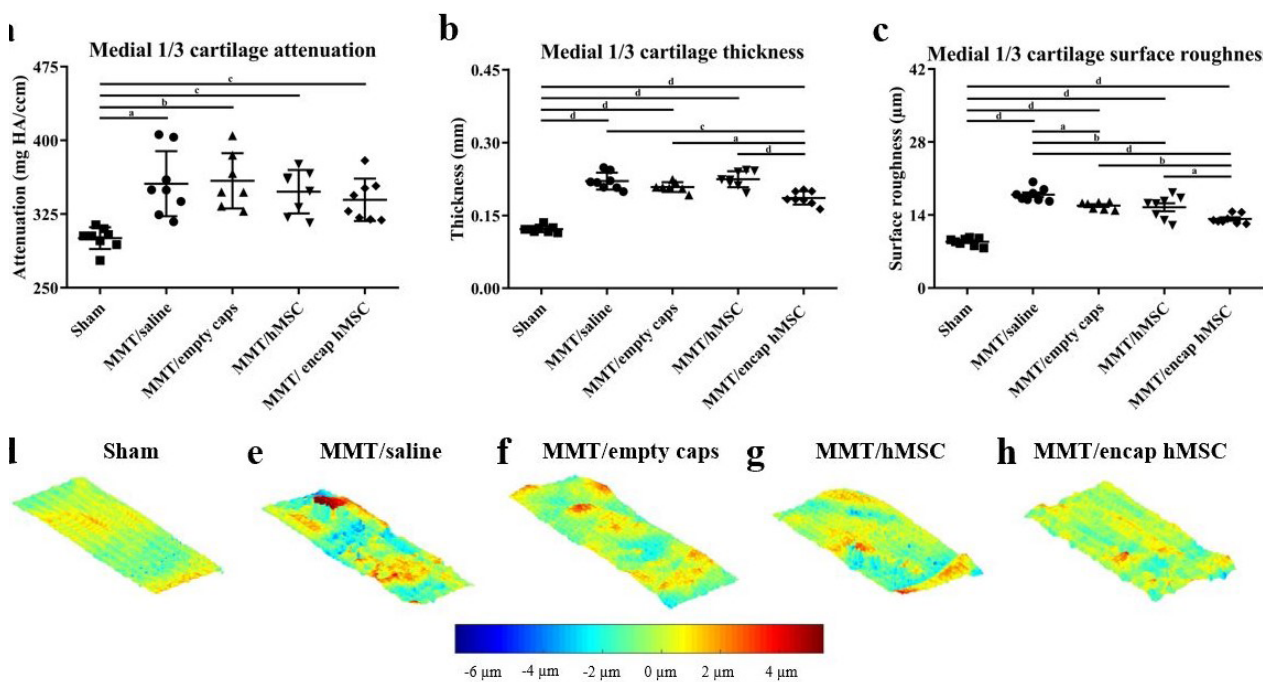 a b c
Medial 1/3 cartilage attenuation
Attenuation (mg HA/ccm)
475
400
325
250
c
c
b
a
Sham
MMT/saline
MMT/empty caps
MMT/hMSC
MMT/ encap hMSC
Medial 1/3 cartilage thickness
Thickness (mm)
0.45
0.30
0.15
0.00
d
d
d
d
c
a
d
Sham
MMT/saline
MMT/empty caps
MMT/hMSC
MMT/encap hMSC
Medial 1/3 cartilage surface roughness
Surface roughness (µm)
42
28
14
0
d
d
d
d
a
b
d
b
a
Sham
MMT/saline
MMT/empty caps
MMT/hMSC
MMT/encap hMSC
d Sham
e MMT/saline
f MMT/empty caps
g MMT/hMSC
h MMT/encap hMSC
-6 µm -4 µm -2 µm 0 µm 2 µm 4 µm